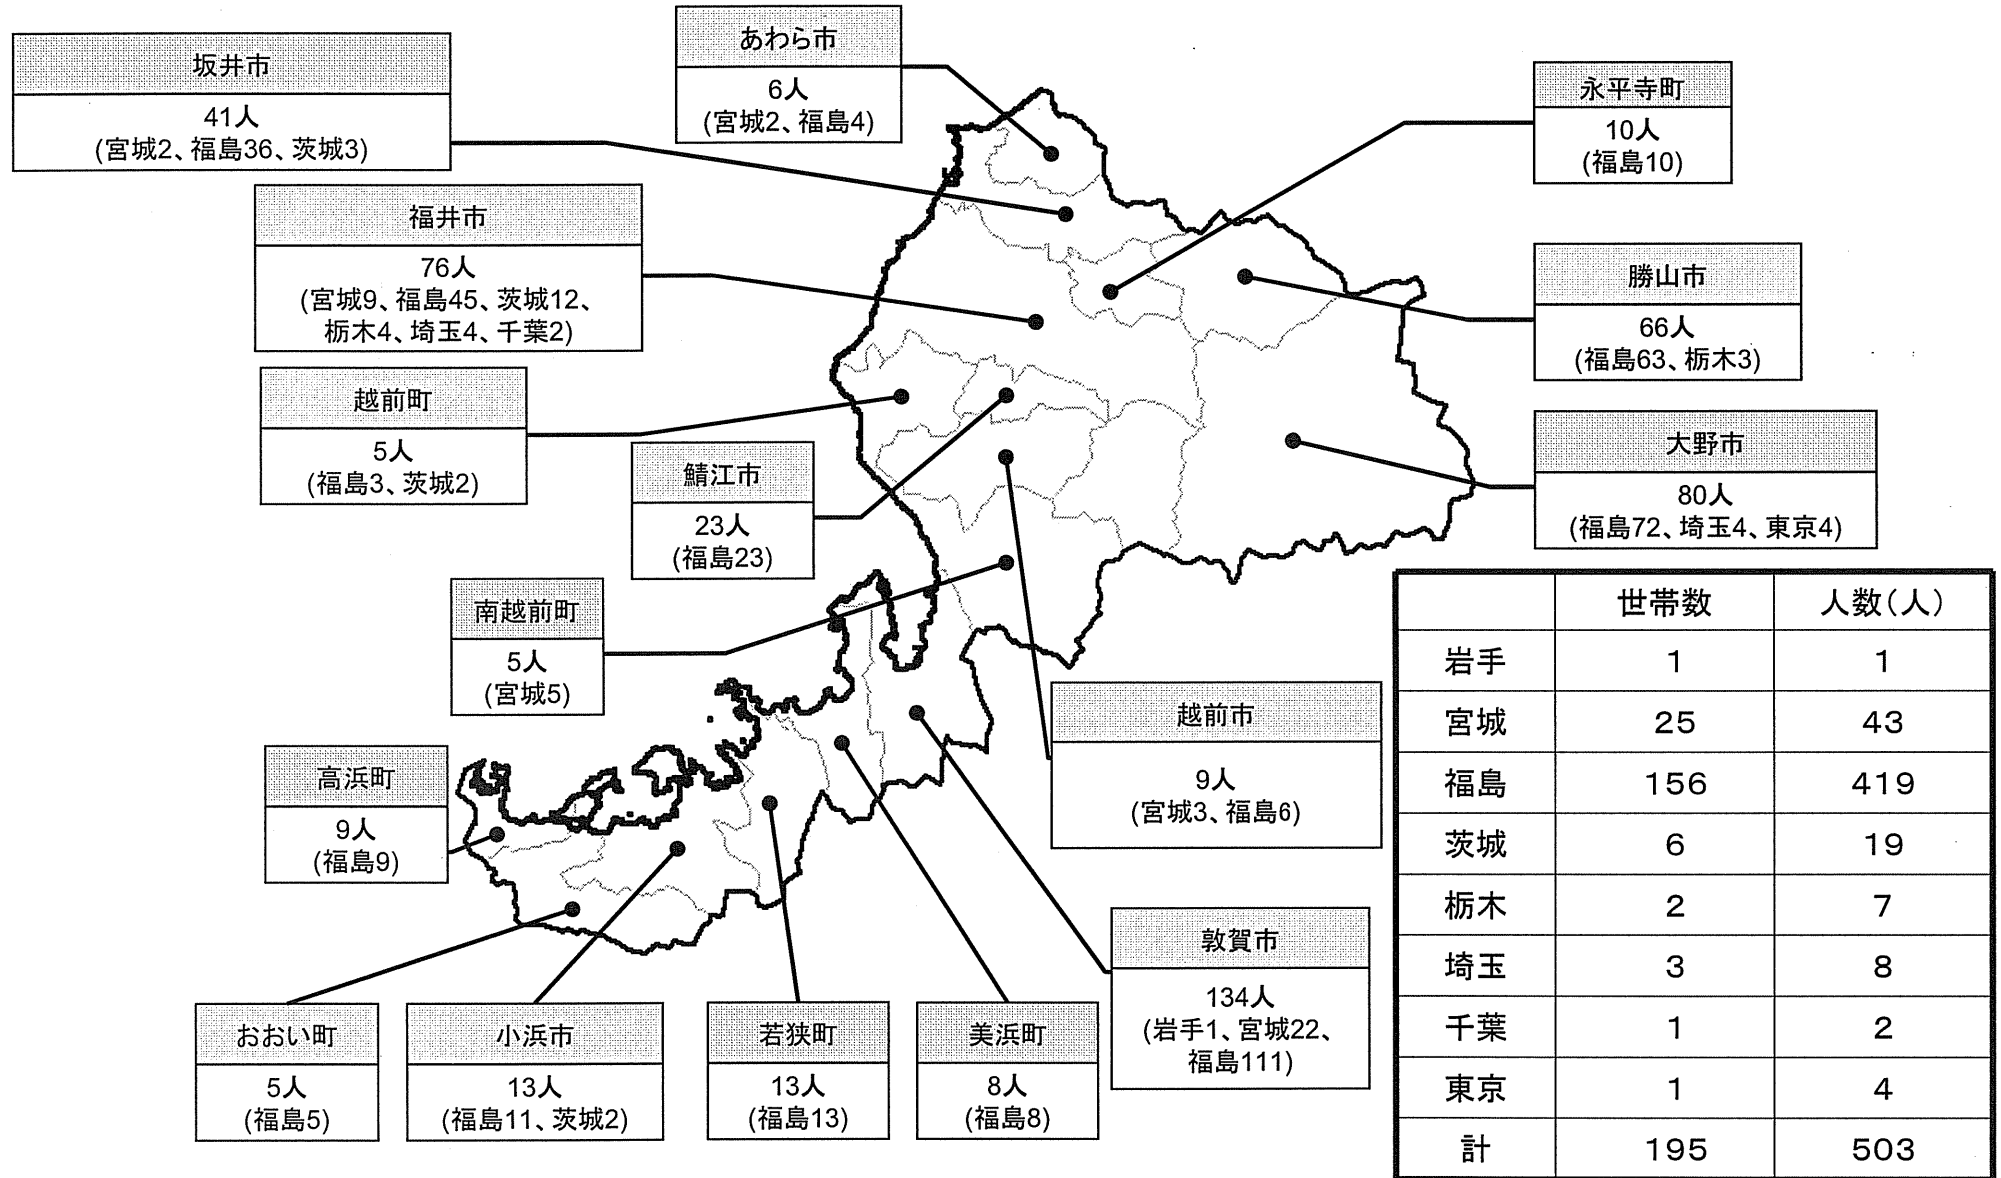 坂井市
41人
(宮城2、福島36、茨城3)
あわら市
6人
(宮城2、福島4)
永平寺町
10人
(福島10)
福井市
76人
(宮城9、福島45、茨城12、
栃木4、埼玉4、千葉2)
勝山市
66人
(福島63、栃木3)
越前町
5人
(福島3、茨城2)
鯖江市
23人
(福島23)
大野市
80人
(福島72、埼玉4、東京4)
南越前町
5人
(宮城5)
越前市
9人
(宮城3、福島6)
高浜町
9人
(福島9)
敦賀市
134人
(岩手1、宮城22、
福島111)
おおい町
5人
(福島5)
小浜市
13人
(福島11、茨城2)
若狭町
13人
(福島13)
美浜町
8人
(福島8)
世帯数 人数(人)
岩手 1 1
宮城 25 43
福島 156 419
茨城 6 19
栃木 2 7
埼玉 3 8
千葉 1 2
東京 1 4
計 195 503